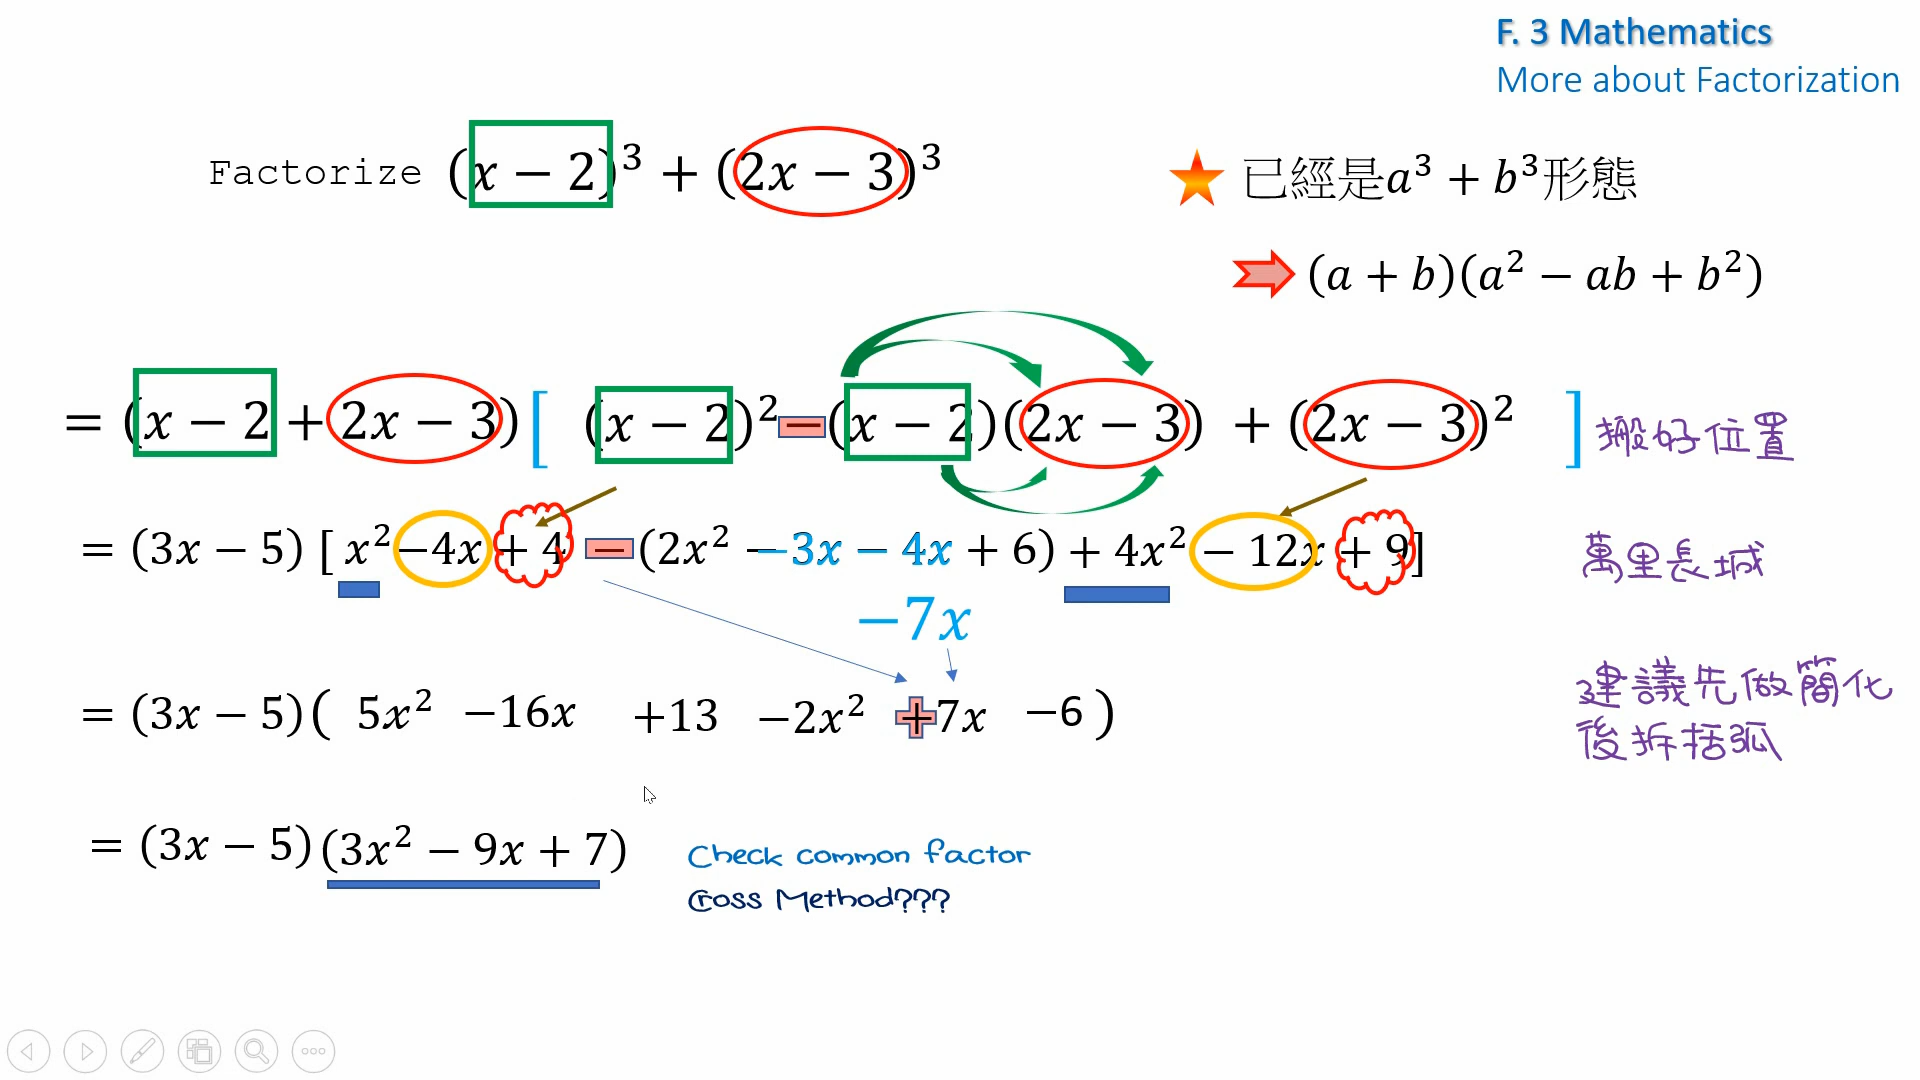 F. 3 Mathematics
More about Factorization
Factorize (x − 2)³ + (2x − 3)³
已經是a³ + b³形態
(a + b)(a² − ab + b²)
= (x − 2 + 2x − 3)[ (x − 2)² − (x − 2)(2x − 3) + (2x − 3)² ] 搬好位置
= (3x − 5) [ x² − 4x + 4 − (2x² − 3x − 4x + 6) + 4x² − 12x + 9] 萬里長城
−7x
= (3x − 5)( 5x² −16x +13 −2x² +7x −6 ) 建議先做簡化
後拆括弧
= (3x − 5)(3x² − 9x + 7)
Check common factor
Cross Method???